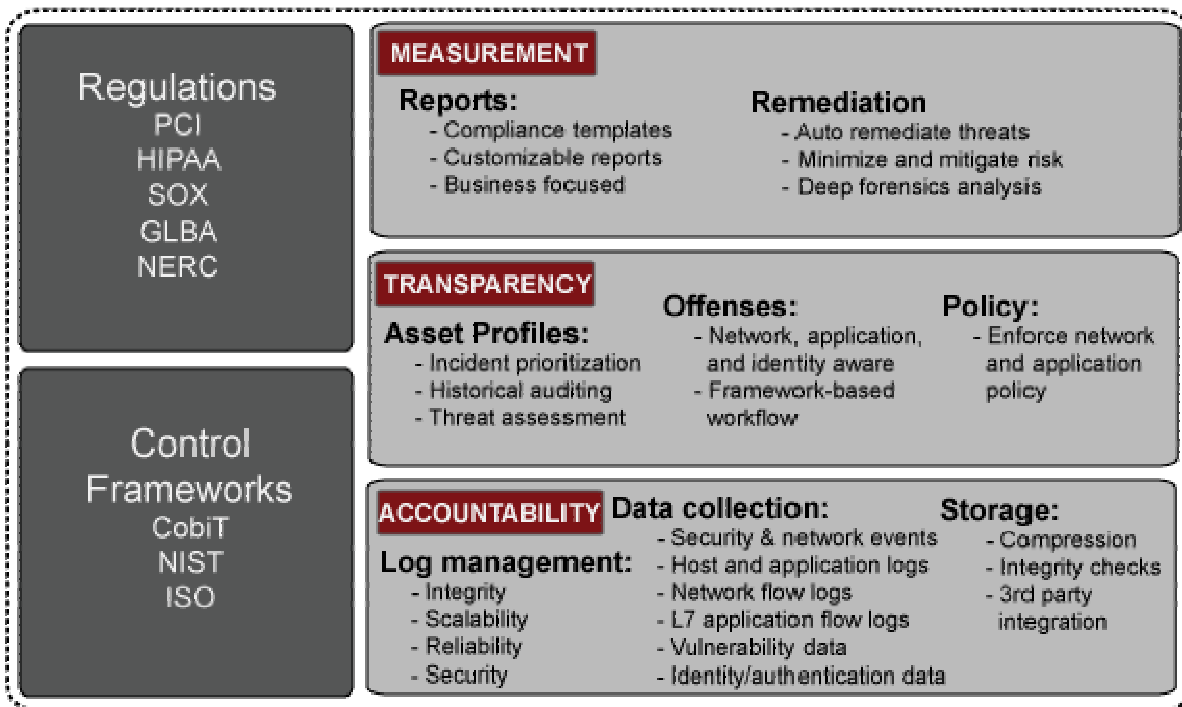 Regulations
PCI
HIPAA
SOX
GLBA
NERC
Control
Frameworks
CobiT
NIST
ISO
MEASUREMENT
Reports:
- Compliance templates
- Customizable reports
- Business focused
Remediation
- Auto remediate threats
- Minimize and mitigate risk
- Deep forensics analysis
TRANSPARENCY
Asset Profiles:
- Incident prioritization
- Historical auditing
- Threat assessment
Offenses:
- Network, application,
and identity aware
- Framework-based
workflow
Policy:
- Enforce network
and application
policy
ACCOUNTABILITY
Log management:
- Integrity
- Scalability
- Reliability
- Security
Data collection:
- Security & network events
- Host and application logs
- Network flow logs
- L7 application flow logs
- Vulnerability data
- Identity/authentication data
Storage:
- Compression
- Integrity checks
- 3rd party
integration